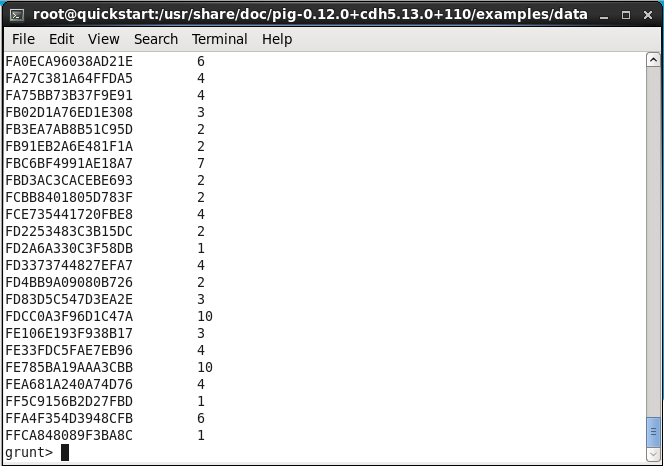 root@quickstart:/usr/share/doc/pig-0.12.0+cdh5.13.0+110/examples/data
File Edit View Search Terminal Help
FA0ECA96038AD21E 6
FA27C381A64FFDA5 4
FA75BB73B37F9E91 4
FB02D1A76ED1E308 3
FB3EA7AB8B51C95D 2
FB91EB2A6E481F1A 2
FBC6BF4991AE18A7 7
FBD3AC3CACEBE693 2
FCBB8401805D783F 2
FCE735441720FBE8 4
FD2253483C3B15DC 2
FD2A6A330C3F58DB 1
FD3373744827EFA7 4
FD4BB9A09080B726 2
FD83D5C547D3EA2E 3
FDCC0A3F96D1C47A 10
FE106E193F938B17 3
FE33FDC5FAE7EB96 4
FE785BA19AAA3CBB 10
FEA681A240A74D76 4
FF5C9156B2D27FBD 1
FFA4F354D3948CFB 6
FFCA848089F3BA8C 1
grunt>